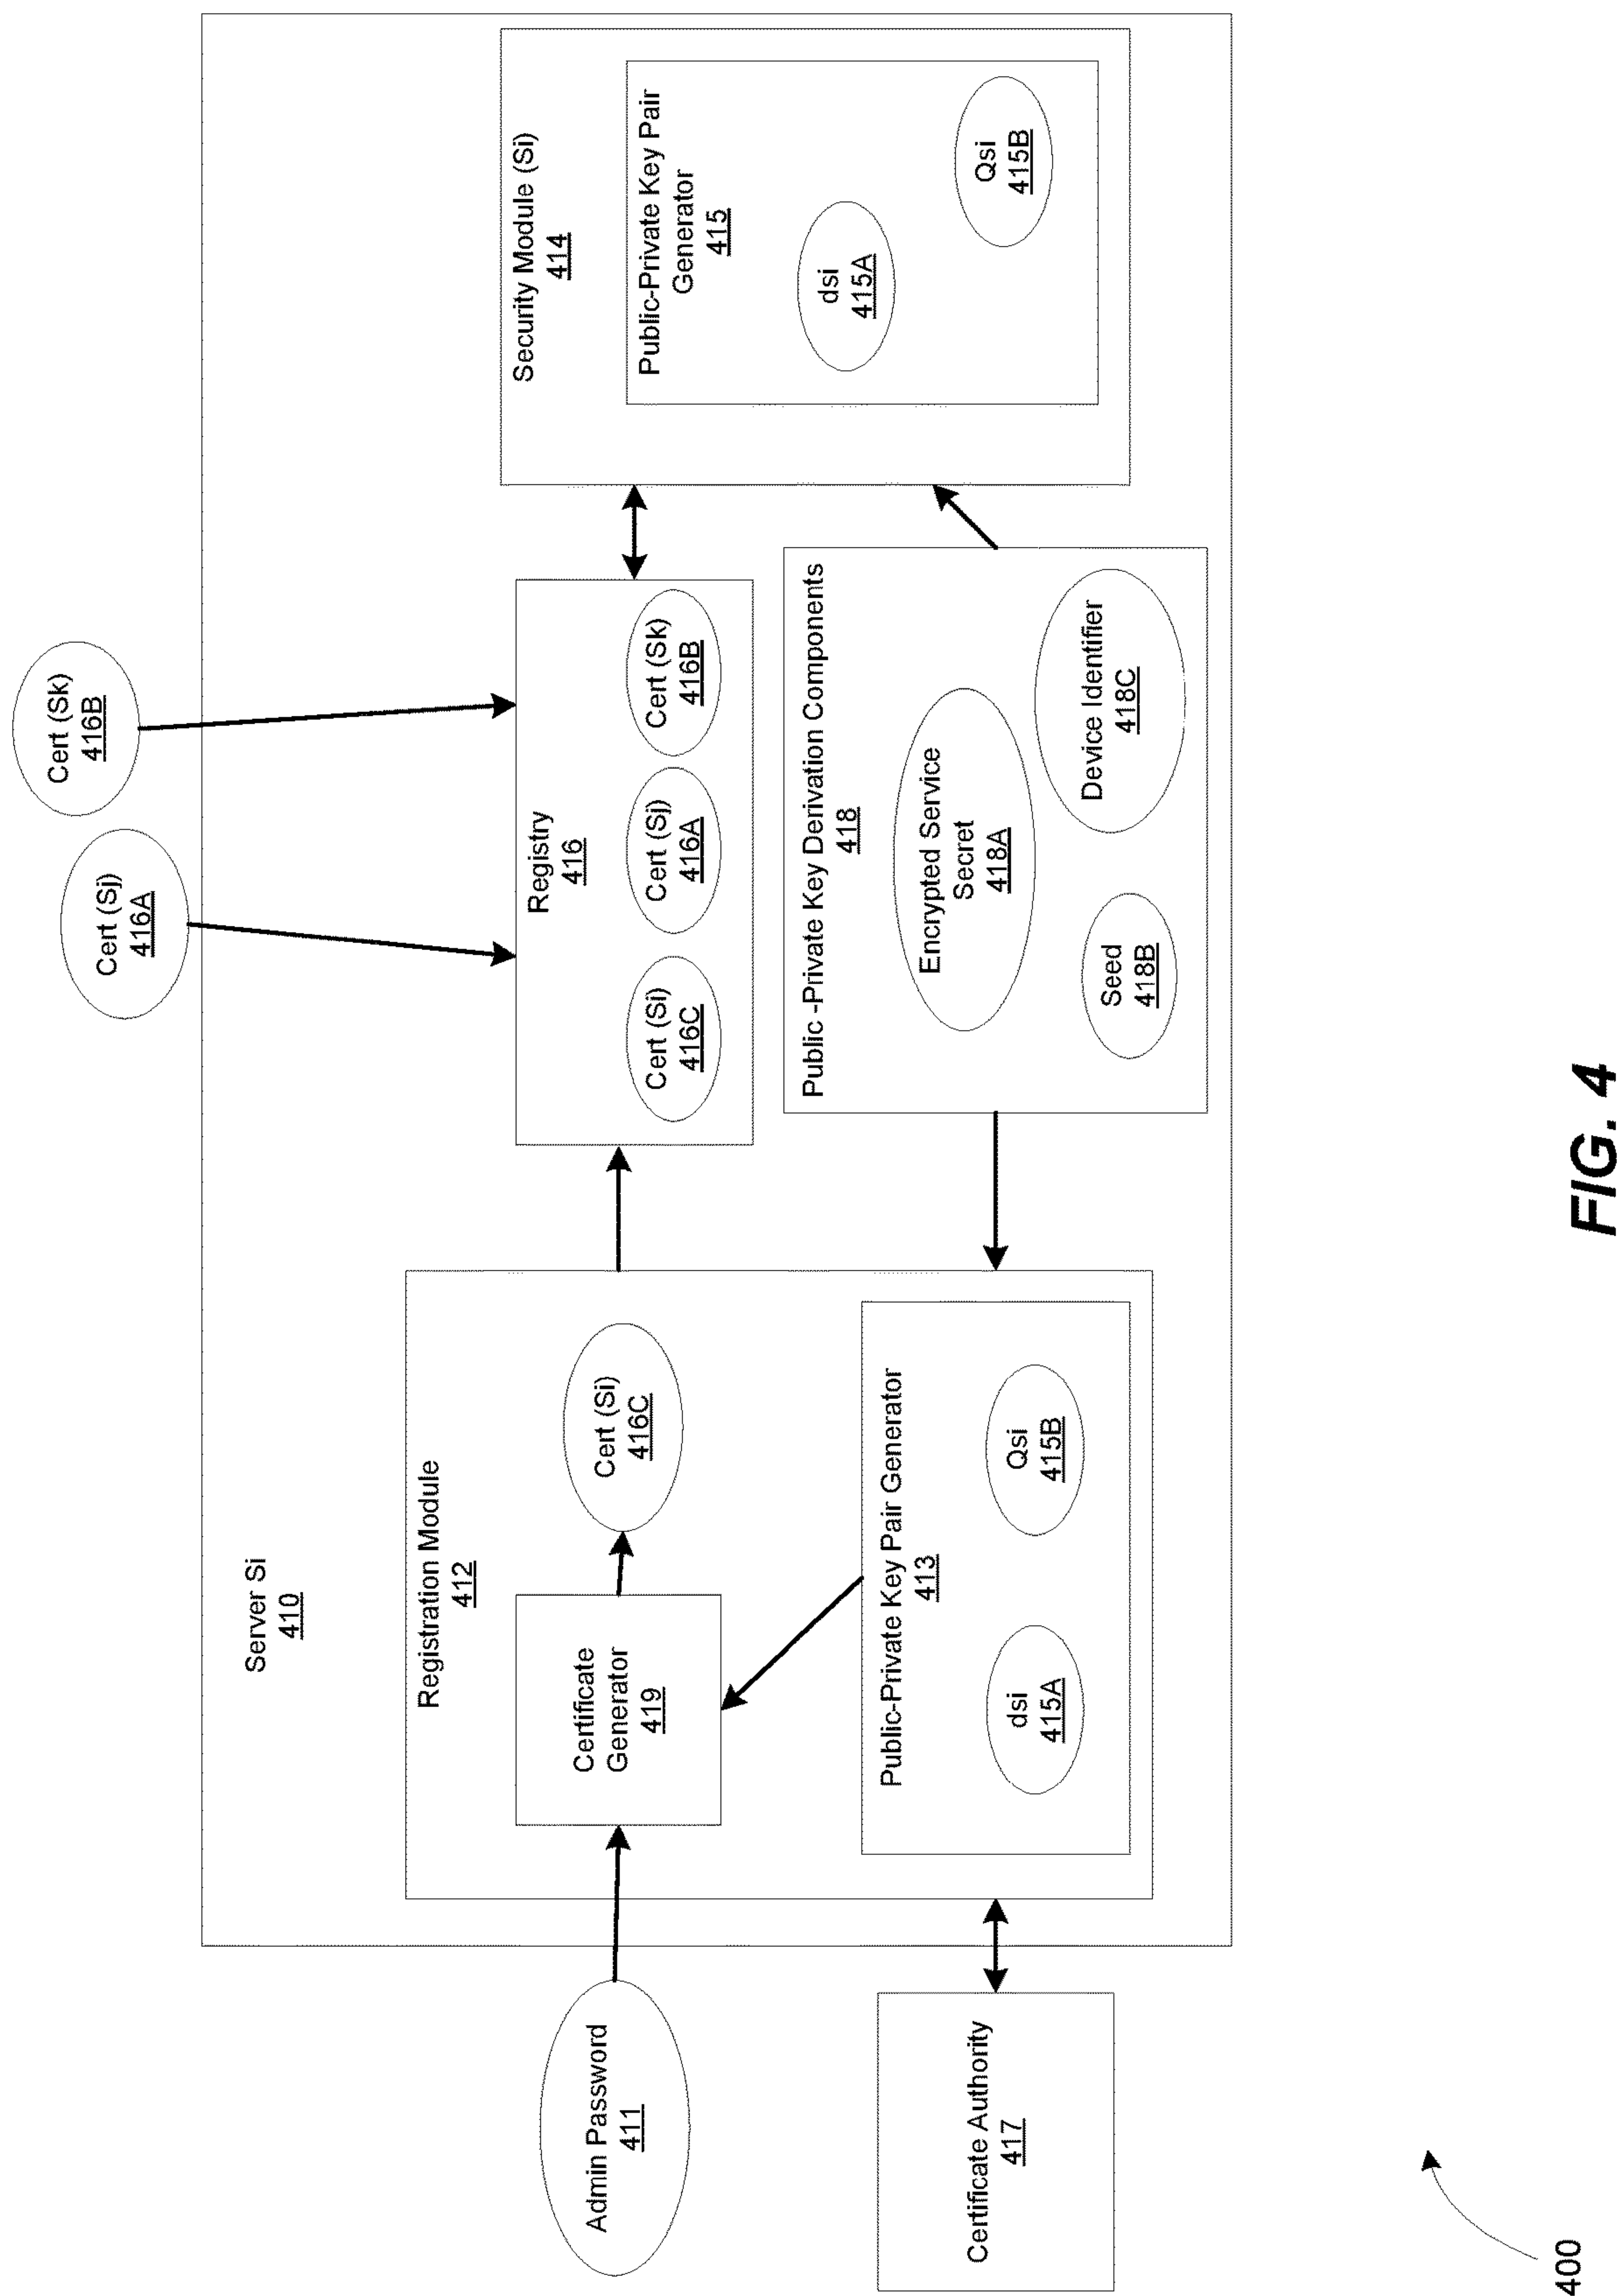 Cert (Sj)
416A
Cert (Sk)
416B
Server Si
410
Registration Module
412
Certificate
Generator
419
Cert (Si)
416C
Public-Private Key Pair Generator
413
dsi
415A
Qsi
415B
Admin Password
411
Certificate Authority
417
Registry
416
Cert (Si)
416C
Cert (Sj)
416A
Cert (Sk)
416B
Public -Private Key Derivation Components
418
Encrypted Service
Secret
418A
Seed
418B
Device Identifier
418C
Security Module (Si)
414
Public-Private Key Pair
Generator
415
dsi
415A
Qsi
415B
400
FIG. 4